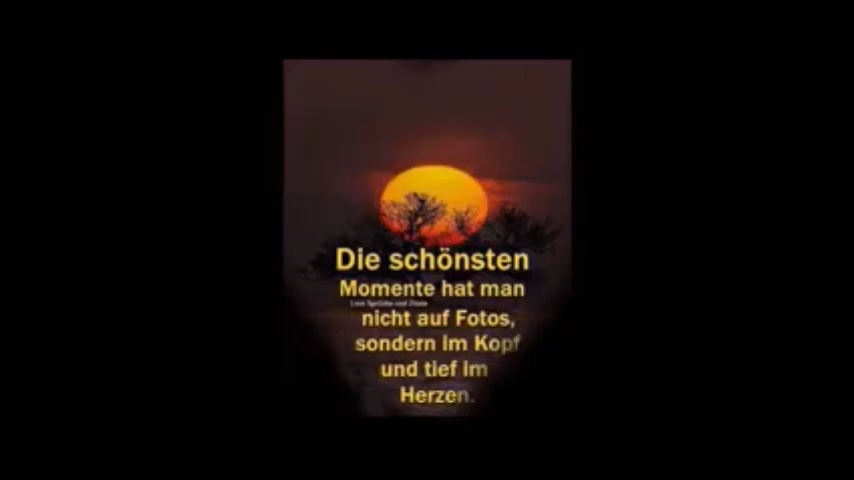 Die schönsten
Momente hat man
nicht auf Fotos,
sondern im Kopf
und tief im
Herzen.